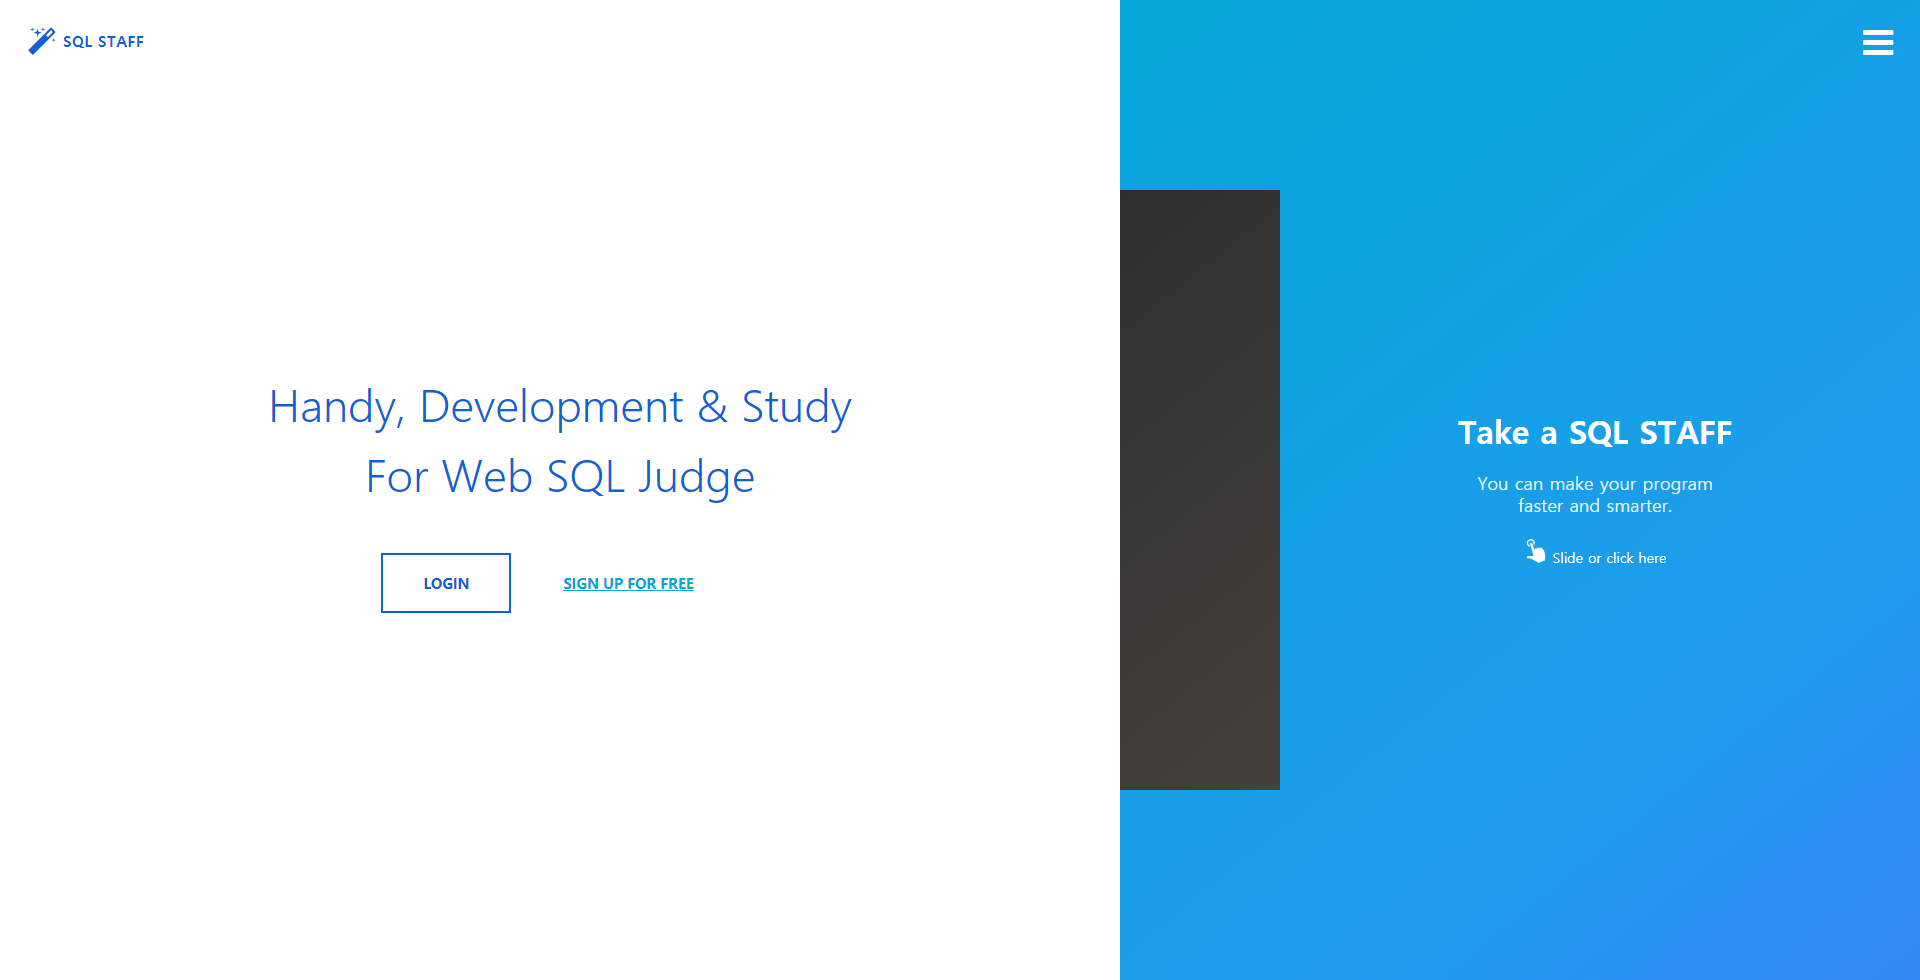 SQL STAFF
Handy, Development & Study
For Web SQL Judge
LOGIN
SIGN UP FOR FREE
Take a SQL STAFF
You can make your program
faster and smarter.
Slide or click here